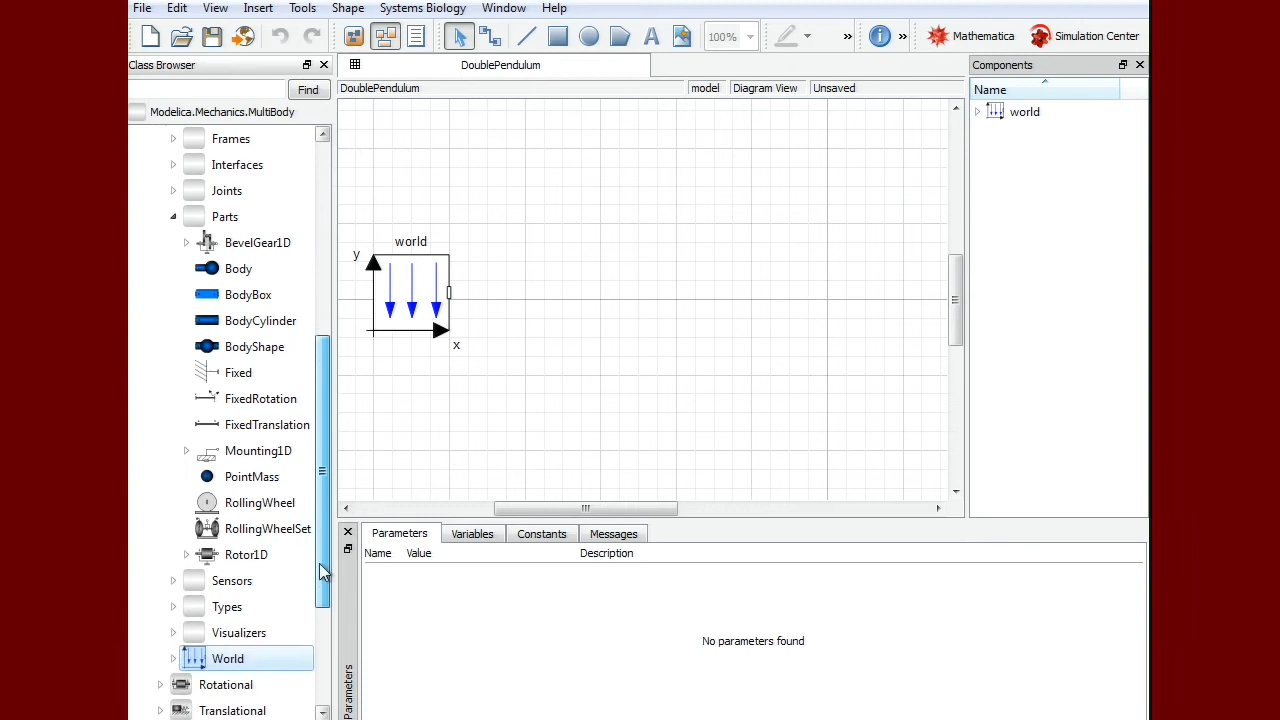 File Edit View Insert Tools Shape Systems Biology Window Help
100% Mathematica Simulation Center
Class Browser
Find
Modelica.Mechanics.MultiBody
Frames
Interfaces
Joints
Parts
BevelGear1D
Body
BodyBox
BodyCylinder
BodyShape
Fixed
FixedRotation
FixedTranslation
Mounting1D
PointMass
RollingWheel
RollingWheelSet
Rotor1D
Sensors
Types
Visualizers
World
Rotational
Translational
DoublePendulum
DoublePendulum model Diagram View Unsaved
world
y
x
Components
Name
world
Parameters Variables Constants Messages
Name Value Description
No parameters found
Parameters